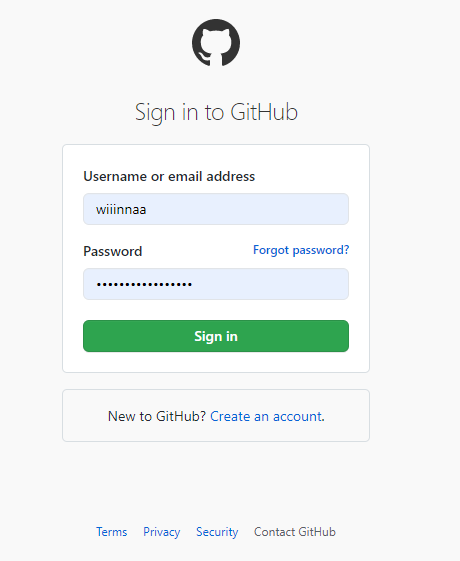 Sign in to GitHub
Username or email address
wiiinnaa
Password Forgot password?
•••••••••••••••••
Sign in
New to GitHub? Create an account.
Terms Privacy Security Contact GitHub